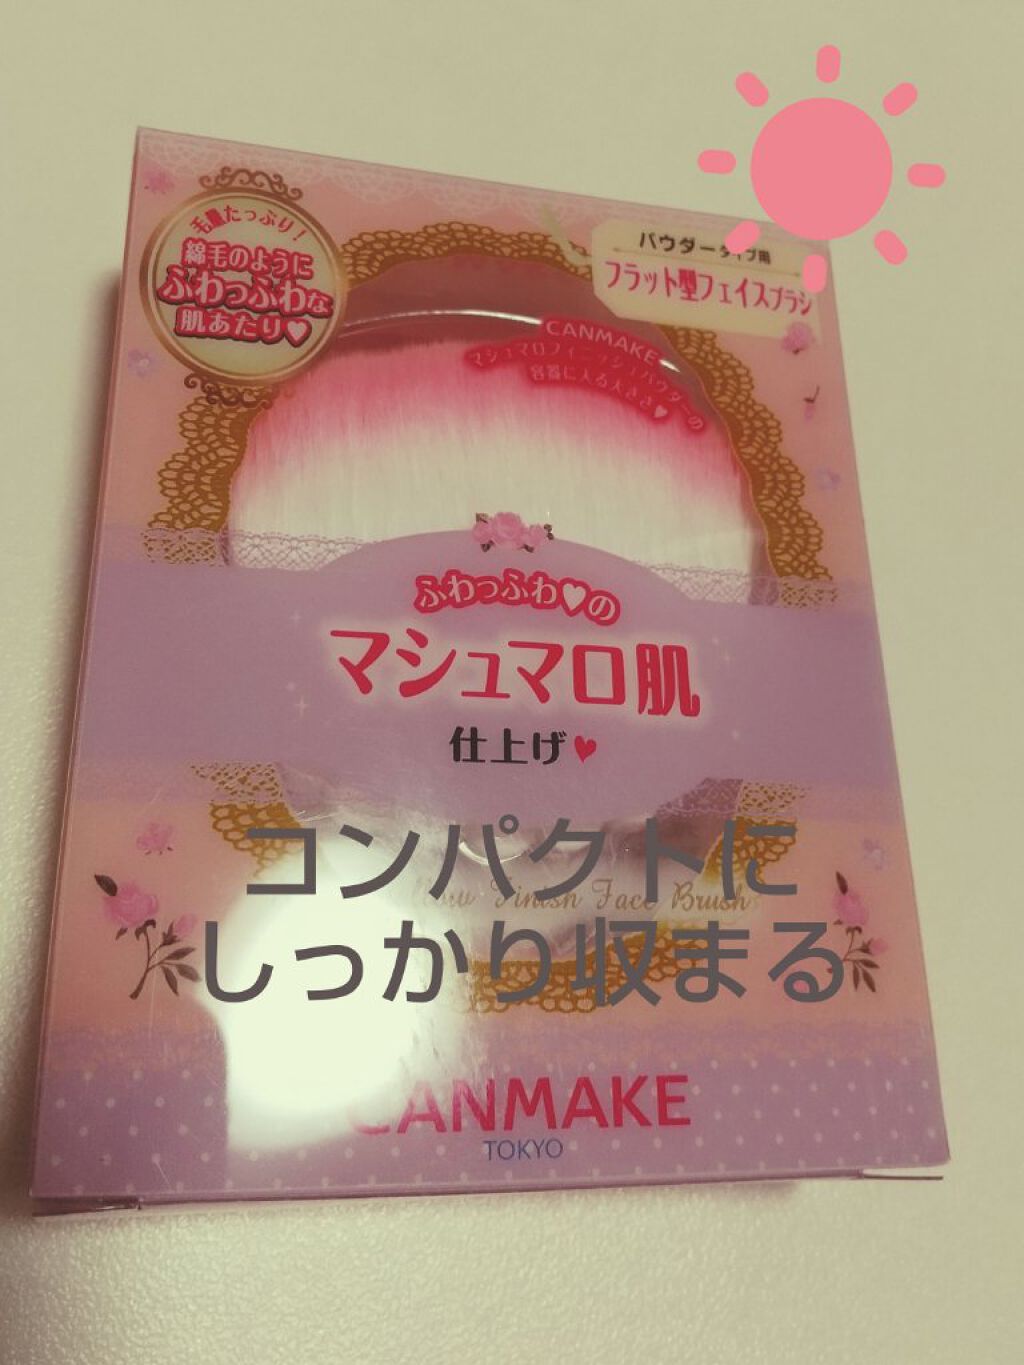 毛量たっぷり!
綿毛のように
ふわっふわな
肌あたり♥
パウダータイプ用
フラット型フェイスブラシ
CANMAKE
マシュマロフィニッシュパウダーの
容器に入る大きさ♥
ふわっふわ♥の
マシュマロ肌
仕上げ♥
コンパクトに
Finish Face Brush
しっかり収まる
CANMAKE
TOKYO